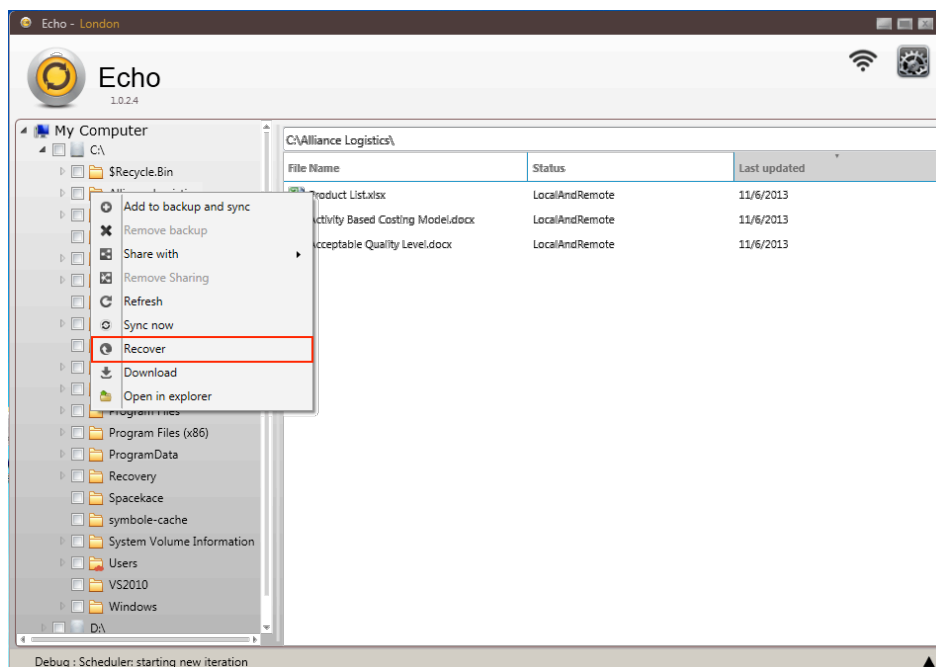 Echo - London
Echo
1.0.2.4
My Computer
C:\
$Recycle.Bin
Add to backup and sync
Remove backup
Share with
Remove Sharing
Refresh
Sync now
Recover
Download
Open in explorer
Program Files
Program Files (x86)
ProgramData
Recovery
Spacekace
symbole-cache
System Volume Information
Users
VS2010
Windows
D:\
C:\Alliance Logistics\
File Name Status Last updated
Product List.xlsx LocalAndRemote 11/6/2013
Activity Based Costing Model.docx LocalAndRemote 11/6/2013
Acceptable Quality Level.docx LocalAndRemote 11/6/2013
Debug : Scheduler: starting new iteration